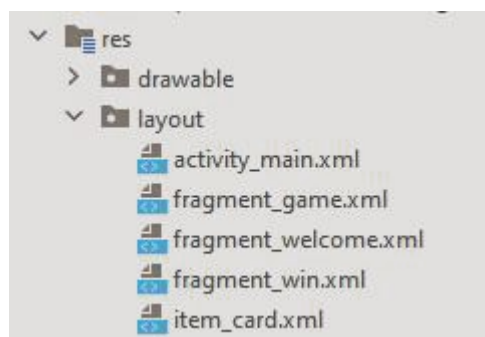 res
drawable
layout
activity_main.xml
fragment_game.xml
fragment_welcome.xml
fragment_win.xml
item_card.xml